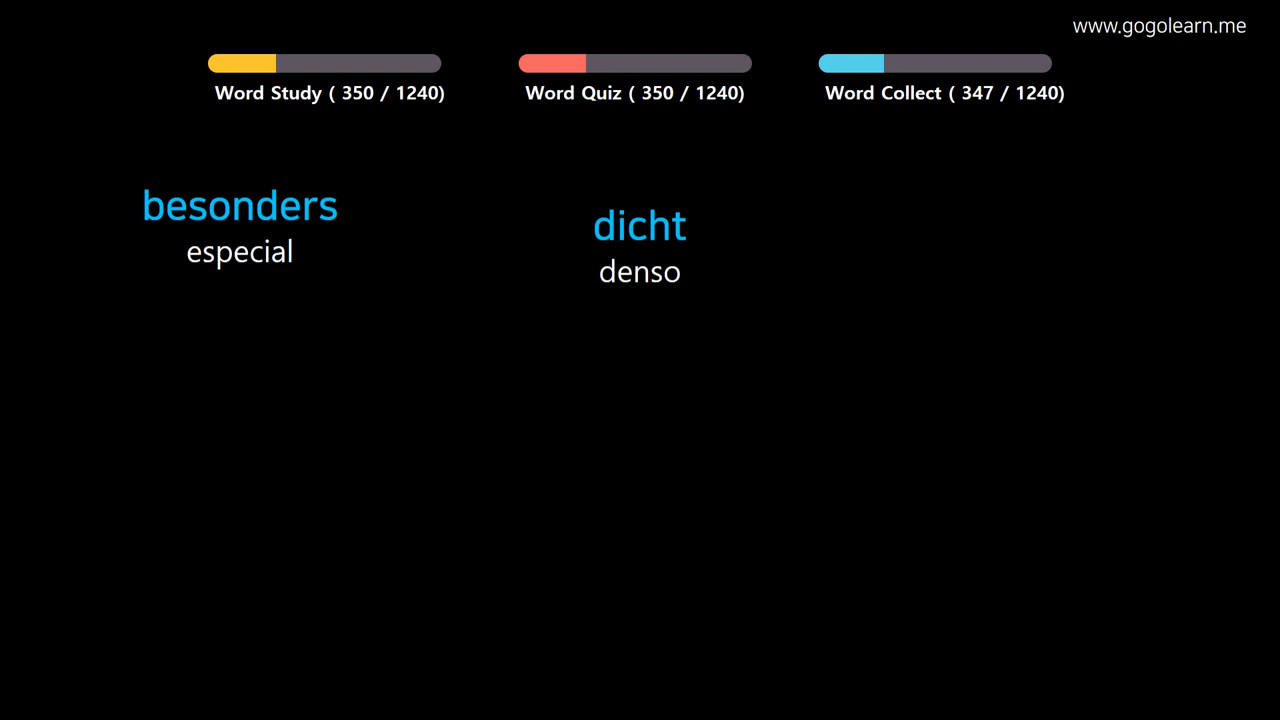 www.gogolearn.me
Word Study ( 350 / 1240)
Word Quiz ( 350 / 1240)
Word Collect ( 347 / 1240)
besonders
especial
dicht
denso